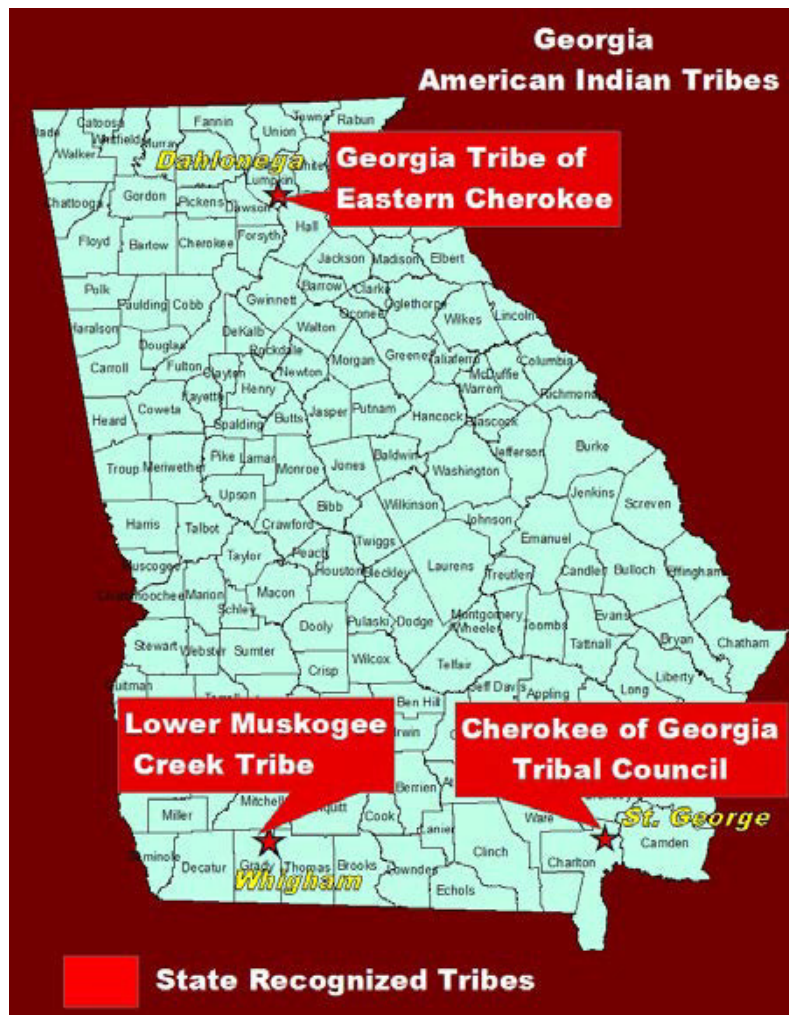 Georgia
American Indian Tribes
Catoosa
Fannin
Towns
Rabun
Union
Walker
Murray
Dahlonega
Georgia Tribe of
Eastern Cherokee
Lumpkin
Chattooga
Gordon
Pickens
Dawson
Floyd
Bartow
Cherokee
Forsyth
Hall
Jackson
Madison
Elbert
Polk
Paulding
Cobb
Gwinnett
Barrow
Clarke
Oconee
Oglethorpe
Wilkes
Lincoln
Haralson
Douglas
DeKalb
Walton
Rockdale
Carroll
Fulton
Clayton
Newton
Morgan
Greene
Taliaferro
Columbia
McDuffie
Warren
Richmond
Heard
Coweta
Fayette
Henry
Spalding
Butts
Jasper
Putnam
Hancock
Glascock
Jefferson
Burke
Troup
Meriwether
Pike
Lamar
Monroe
Jones
Baldwin
Washington
Upson
Bibb
Wilkinson
Jenkins
Screven
Harris
Talbot
Crawford
Twiggs
Johnson
Emanuel
Muscogee
Taylor
Peach
Houston
Bleckley
Laurens
Treutlen
Candler
Bulloch
Effingham
Chattahoochee
Marion
Schley
Macon
Dooly
Pulaski
Dodge
Montgomery
Wheeler
Toombs
Evans
Tattnall
Bryan
Chatham
Stewart
Webster
Sumter
Crisp
Wilcox
Telfair
Liberty
Long
Ben Hill
Jeff Davis
Appling
Lower Muskogee
Creek Tribe
Cherokee of Georgia
Tribal Council
Berrien
Miller
Mitchell
Cook
Lanier
Ware
St. George
Decatur
Grady
Thomas
Brooks
Lowndes
Clinch
Charlton
Camden
Whigham
Echols
State Recognized Tribes